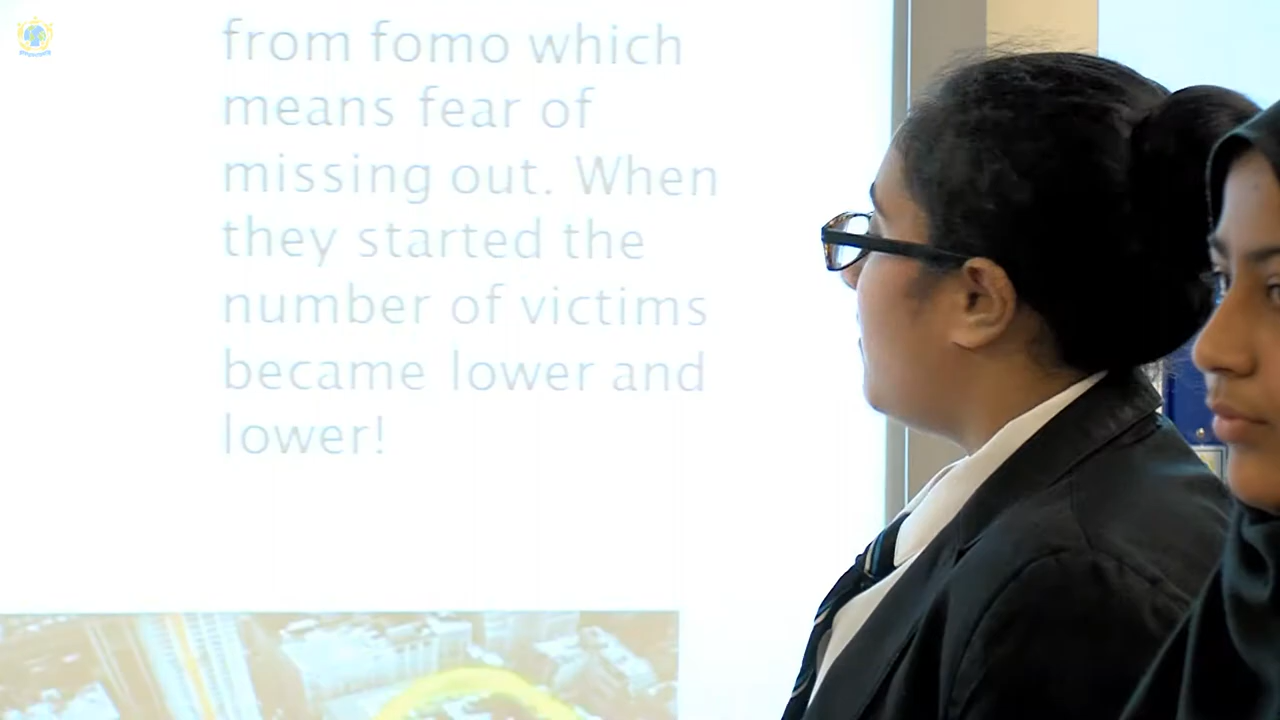 from fomo which
means fear of
missing out. When
they started the
number of victims
became lower and
lower!